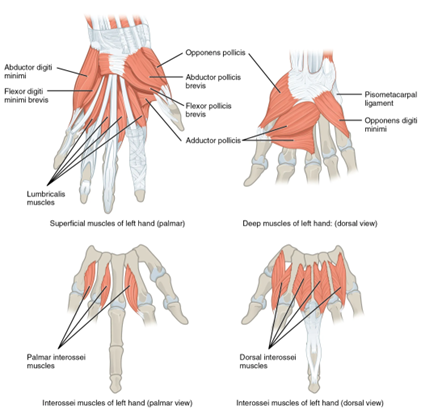 Abductor digiti
minimi
Flexor digiti
minimi brevis
Lumbricalis
muscles
Opponens pollicis
Abductor pollicis
brevis
Flexor pollicis
brevis
Adductor pollicis
Superficial muscles of left hand (palmar)
Pisometacarpal
ligament
Opponens digiti
minimi
Deep muscles of left hand: (dorsal view)
Palmar interossei
muscles
Interossei muscles of left hand (palmar view)
Dorsal interossei
muscles
Interossei muscles of left hand (dorsal view)